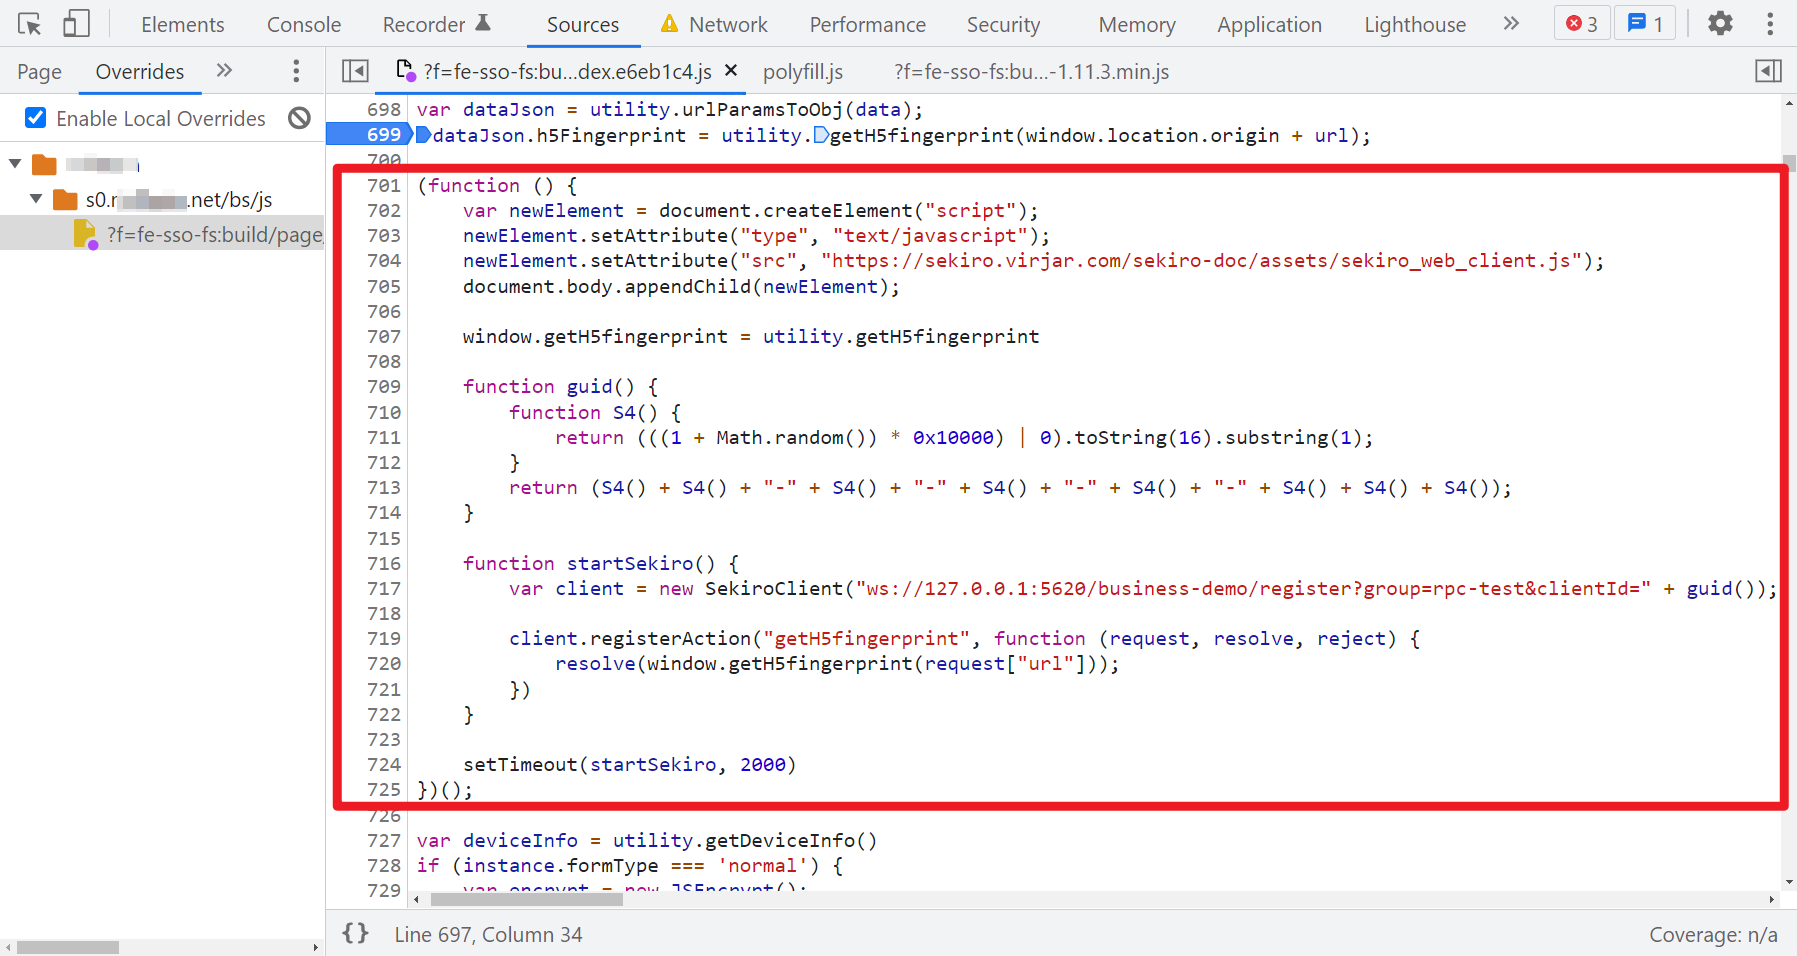 Elements Console Recorder Sources Network Performance Security Memory Application Lighthouse » 3 1
Page Overrides » ?f=fe-sso-fs:bu...dex.e6eb1c4.js × polyfill.js ?f=fe-sso-fs:bu...-1.11.3.min.js
Enable Local Overrides
s0. .net/bs/js
?f=fe-sso-fs:build/page
698 var dataJson = utility.urlParamsToObj(data);
699 dataJson.h5Fingerprint = utility.getH5fingerprint(window.location.origin + url);
700
701 (function () {
702 var newElement = document.createElement("script");
703 newElement.setAttribute("type", "text/javascript");
704 newElement.setAttribute("src", "https://sekiro.virjar.com/sekiro-doc/assets/sekiro_web_client.js");
705 document.body.appendChild(newElement);
706
707 window.getH5fingerprint = utility.getH5fingerprint
708
709 function guid() {
710 function S4() {
711 return (((1 + Math.random()) * 0x10000) | 0).toString(16).substring(1);
712 }
713 return (S4() + S4() + "-" + S4() + "-" + S4() + "-" + S4() + "-" + S4() + S4() + S4());
714 }
715
716 function startSekiro() {
717 var client = new SekiroClient("ws://127.0.0.1:5620/business-demo/register?group=rpc-test&clientId=" + guid());
718
719 client.registerAction("getH5fingerprint", function (request, resolve, reject) {
720 resolve(window.getH5fingerprint(request["url"]));
721 })
722 }
723
724 setTimeout(startSekiro, 2000)
725 })();
726
727 var deviceInfo = utility.getDeviceInfo()
728 if (instance.formType === 'normal') {
729 var encrypt = new JSEncrypt();
{} Line 697, Column 34 Coverage: n/a